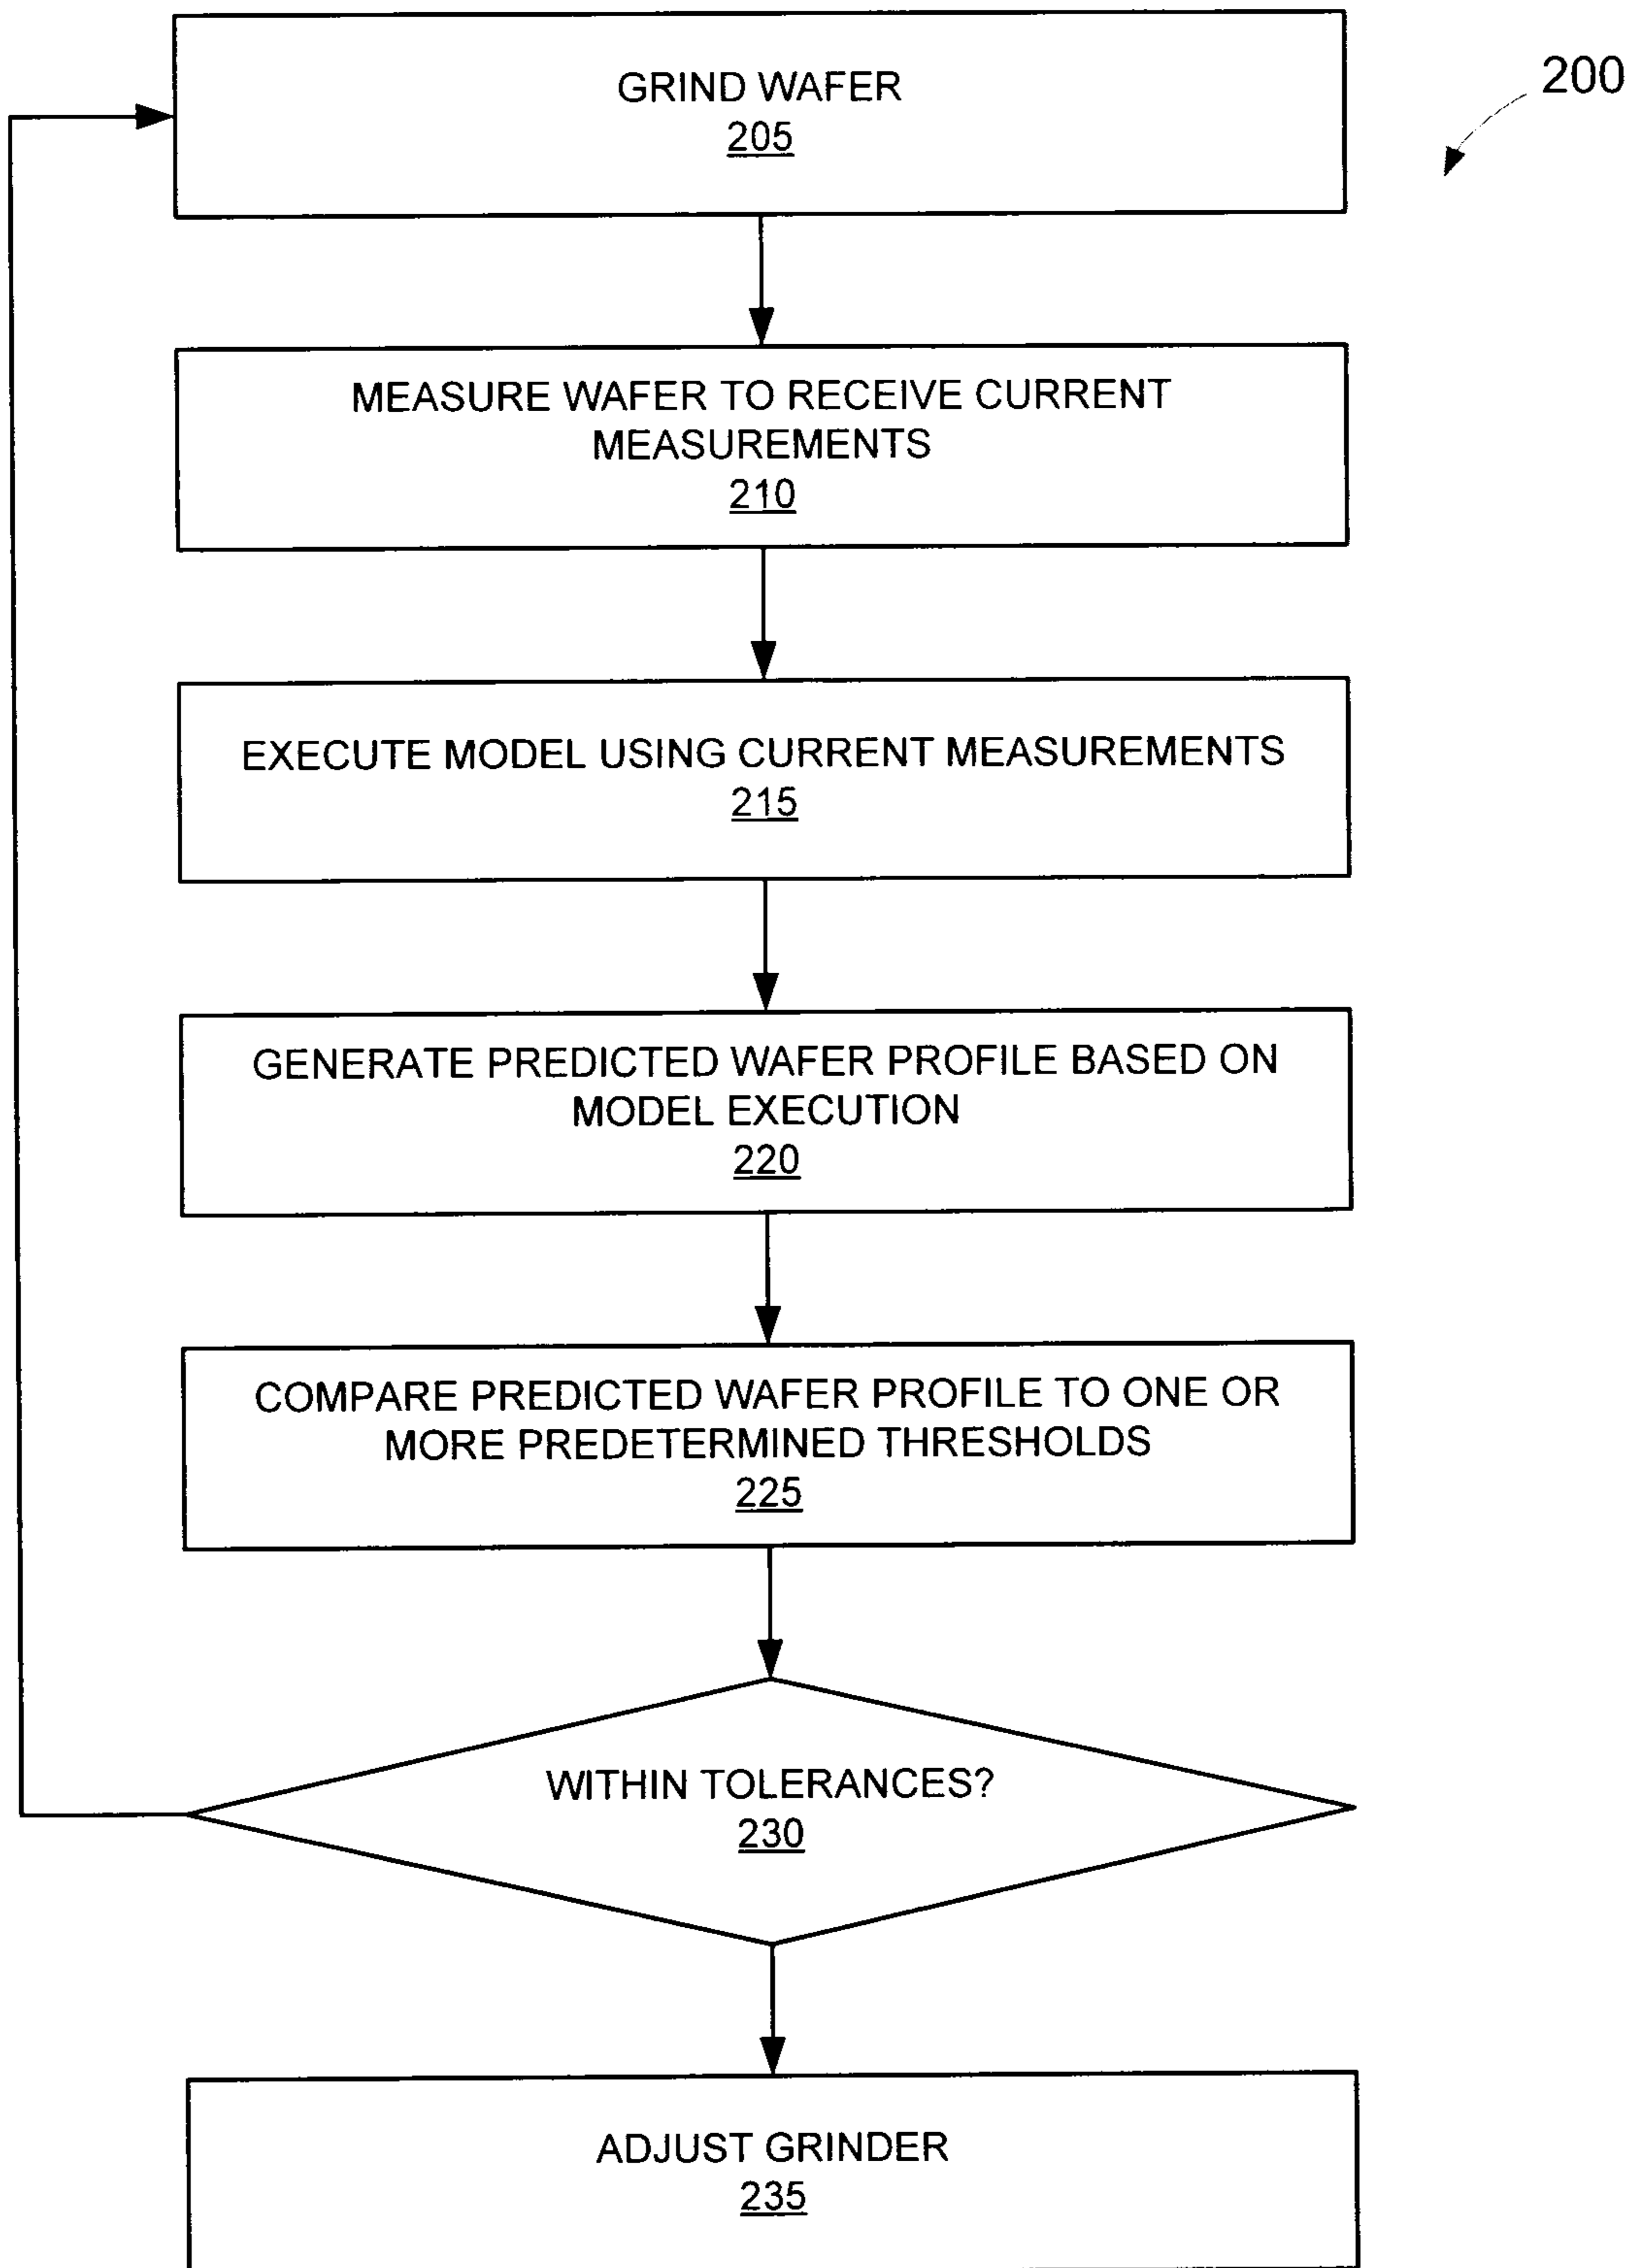 GRIND WAFER
205
200
MEASURE WAFER TO RECEIVE CURRENT
MEASUREMENTS
210
EXECUTE MODEL USING CURRENT MEASUREMENTS
215
GENERATE PREDICTED WAFER PROFILE BASED ON
MODEL EXECUTION
220
COMPARE PREDICTED WAFER PROFILE TO ONE OR
MORE PREDETERMINED THRESHOLDS
225
WITHIN TOLERANCES?
230
ADJUST GRINDER
235